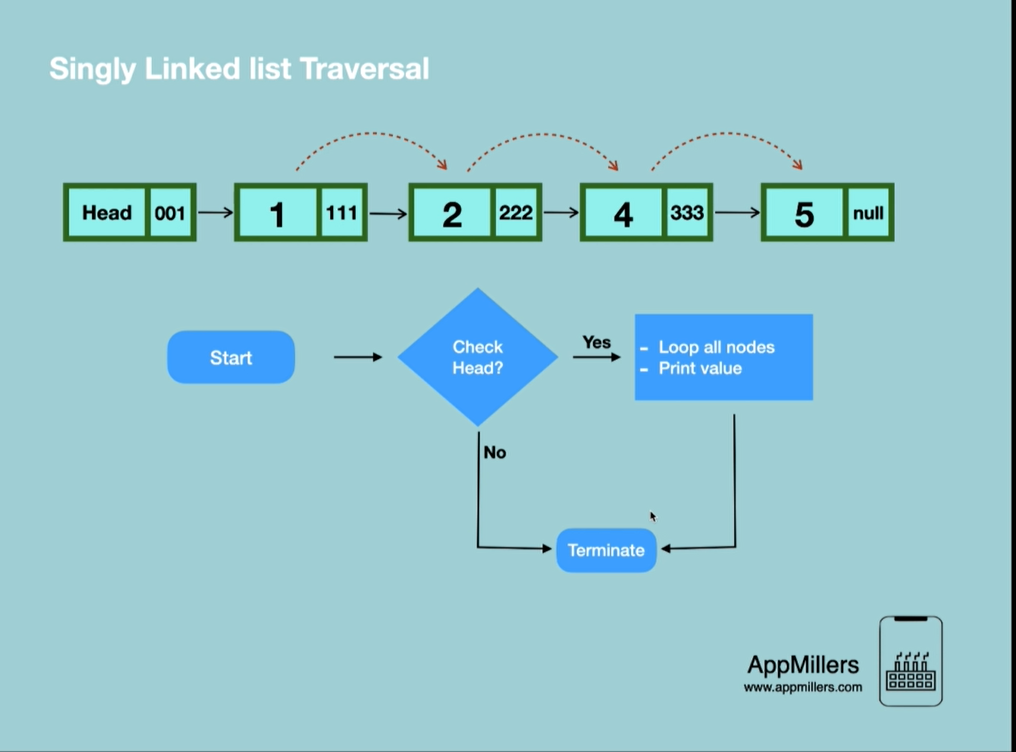 Singly Linked list Traversal
Head 001 1 111 2 222 4 333 5 null
Start
Check
Head?
Yes
- Loop all nodes
- Print value
No
Terminate
AppMillers
www.appmillers.com